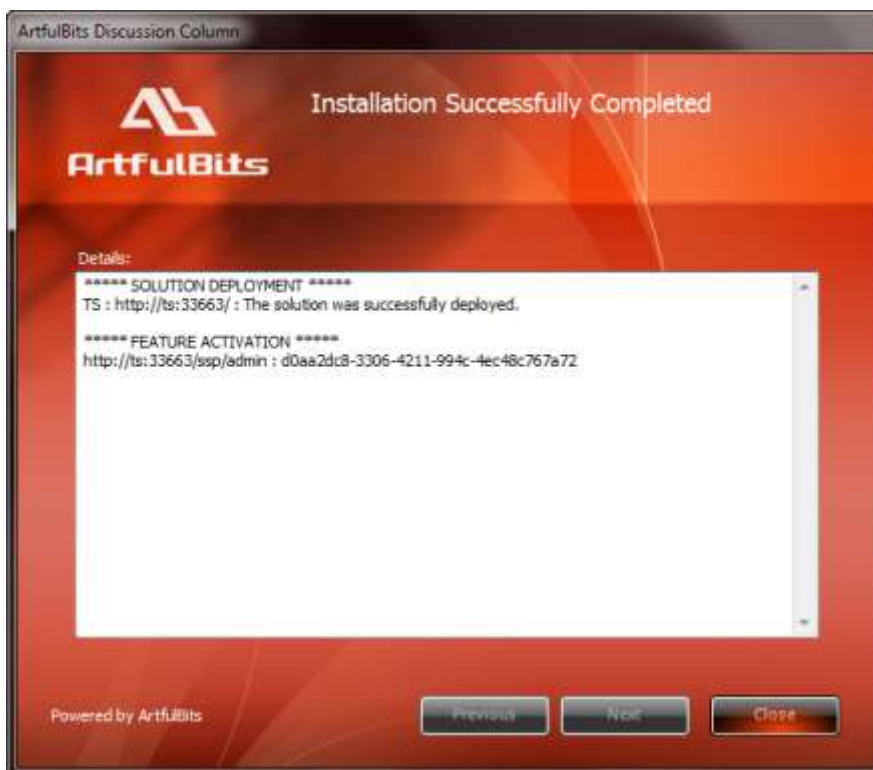 ArtfulBits Discussion Column
Installation Successfully Completed
ArtfulBits
Details:
***** SOLUTION DEPLOYMENT *****
TS : http://ts:33663/ : The solution was successfully deployed.
***** FEATURE ACTIVATION *****
http://ts:33663/ssp/admin : d0aa2dc8-3306-4211-994c-4ec48c767a72
Powered by ArtfulBits
Previous
Next
Close